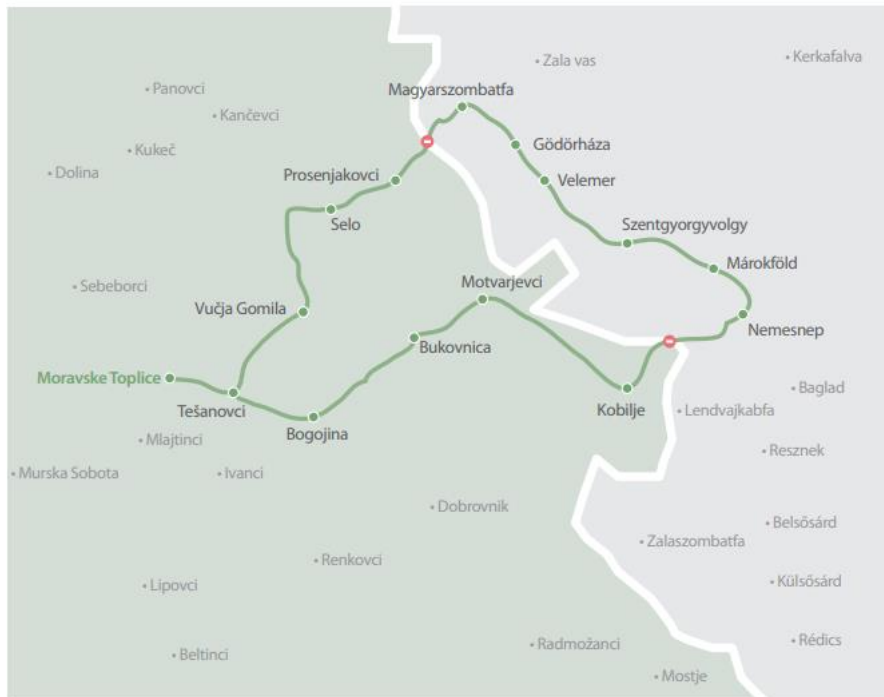 Zala vas
Kerkafalva
Panovci
Magyarszombatfa
Kančevci
Gödörháza
Kukeč
Dolina
Prosenjakovci
Velemer
Selo
Szentgyorgyvolgy
Márokföld
Sebeborci
Motvarjevci
Vučja Gomila
Nemesnep
Bukovnica
Moravske Toplice
Baglad
Tešanovci
Kobilje
Lendvajkabfa
Bogojina
Mlajtinci
Resznek
Murska Sobota
Ivanci
Dobrovnik
Belsősárd
Zalaszombatfa
Renkovci
Lipovci
Külsősárd
Radmožanci
Rédics
Beltinci
Mostje